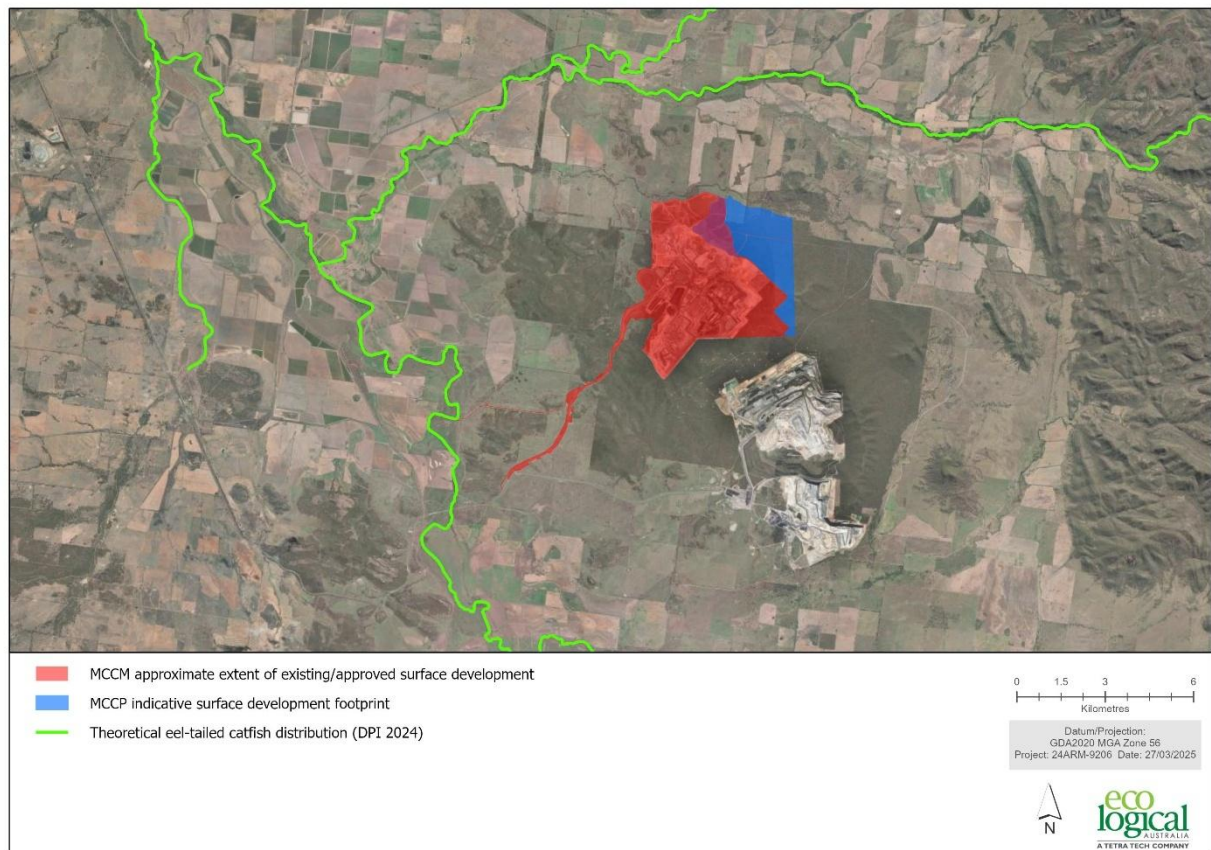 MCCM approximate extent of existing/approved surface development
MCCP indicative surface development footprint
Theoretical eel-tailed catfish distribution (DPI 2024)
0 1.5 3 6
Kilometres
Datum/Projection:
GDA2020 MGA Zone 56
Project: 24ARM-9206 Date: 27/03/2025
N
eco
logical
AUSTRALIA
A TETRA TECH COMPANY